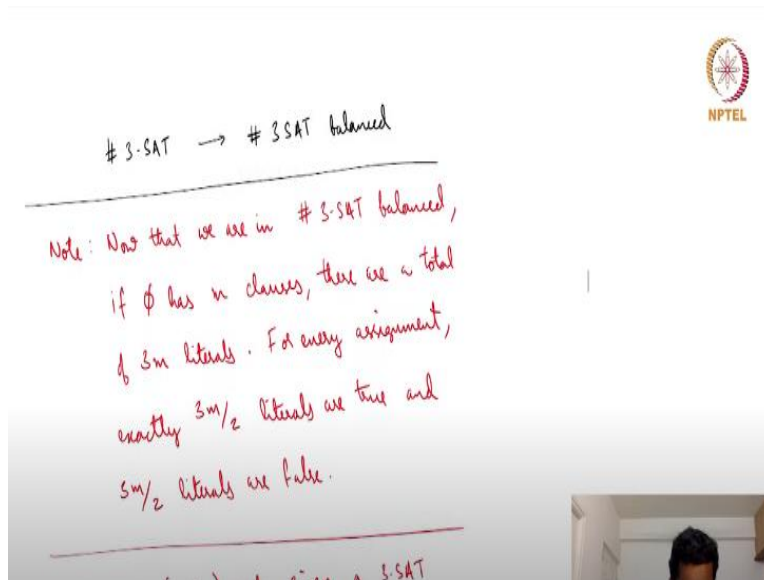 NPTEL
# 3-SAT → # 3SAT balanced
Note: Now that we are in # 3-SAT balanced,
if φ has m clauses, there are a total
of 3m literals. For every assignment,
exactly 3m/2 literals are true and
3m/2 literals are false.
3-SAT